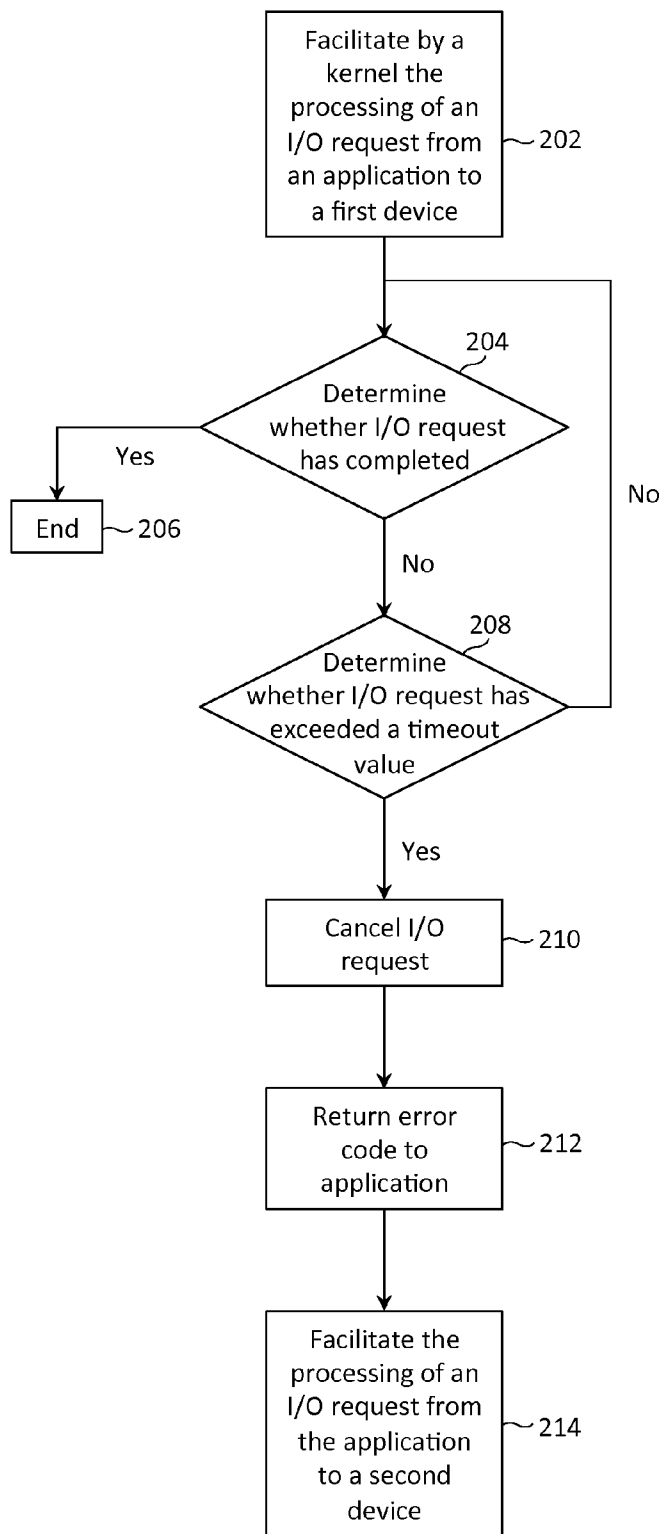 Facilitate by a
kernel the
processing of an
I/O request from
an application to
a first device
202
204
Determine
whether I/O request
has completed
Yes
No
End
206
No
208
Determine
whether I/O request has
exceeded a timeout
value
Yes
Cancel I/O
request
210
Return error
code to
application
212
Facilitate the
processing of an
I/O request from
the application
to a second
device
214